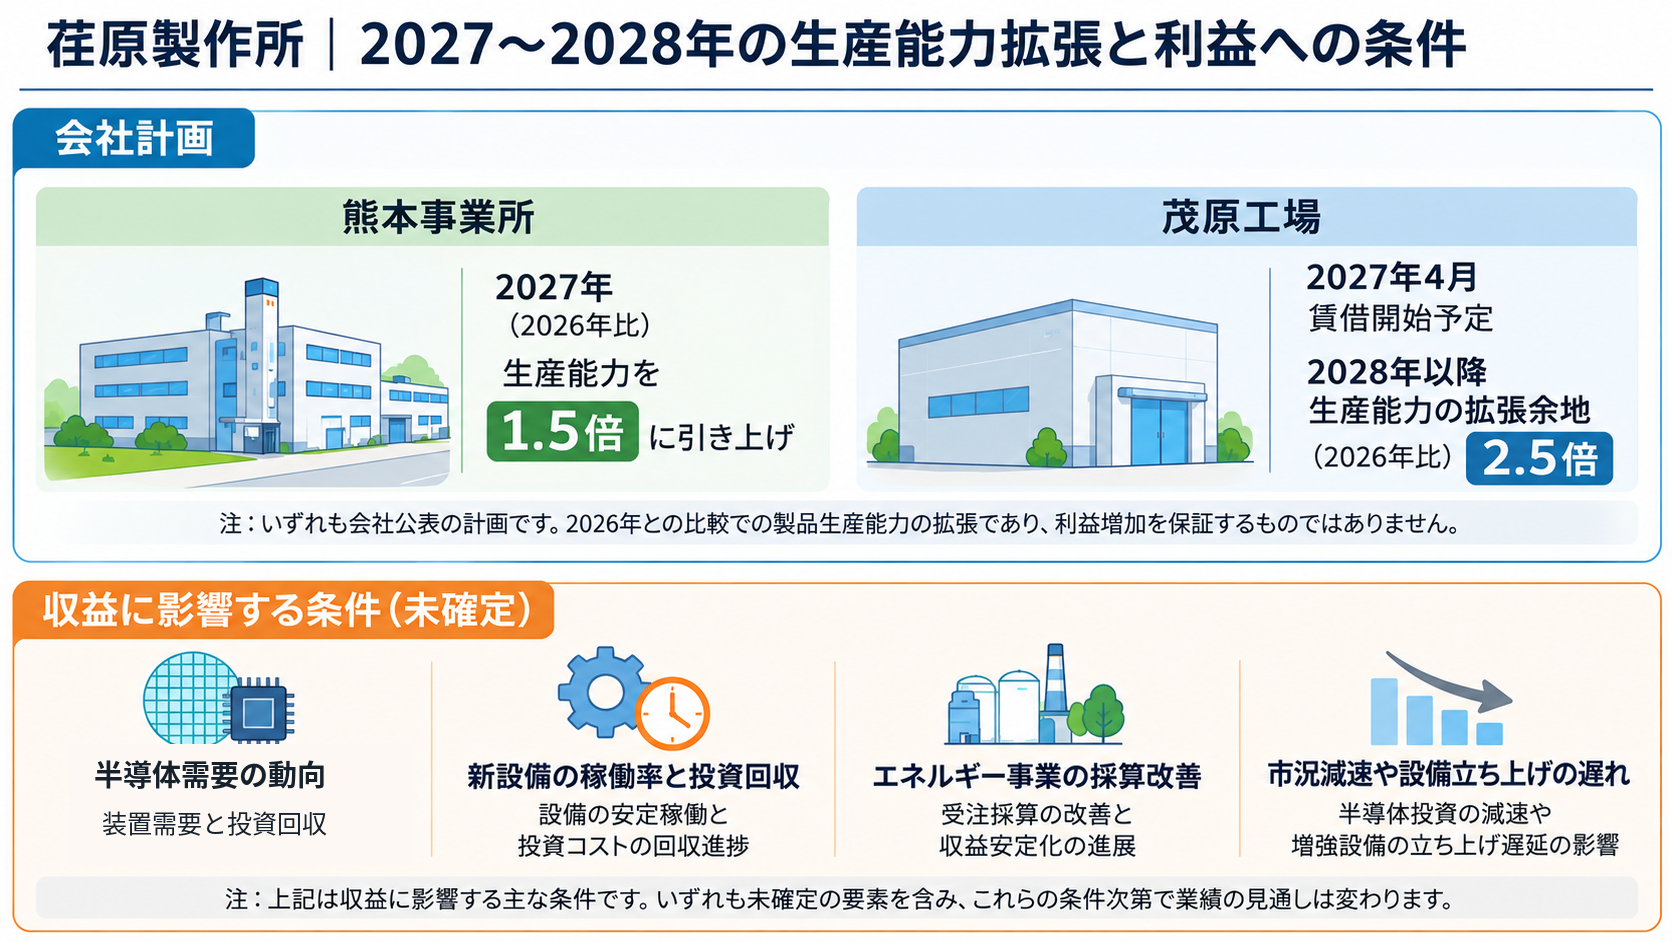 荏原製作所｜2027～2028年の生産能力拡張と利益への条件
会社計画
熊本事業所
2027年
（2026年比）
生産能力を
1.5倍 に引き上げ
茂原工場
2027年4月
賃借開始予定
2028年以降
生産能力の拡張余地
（2026年比） 2.5倍
注：いずれも会社公表の計画です。2026年との比較での製品生産能力の拡張であり、利益増加を保証するものではありません。
収益に影響する条件（未確定）
半導体需要の動向
装置需要と投資回収
新設備の稼働率と投資回収
設備の安定稼働と
投資コストの回収進捗
エネルギー事業の採算改善
受注採算の改善と
収益安定化の進展
市況減速や設備立ち上げの遅れ
半導体投資の減速や
増強設備の立ち上げ遅延の影響
注：上記は収益に影響する主な条件です。いずれも未確定の要素を含み、これらの条件次第で業績の見通しは変わります。